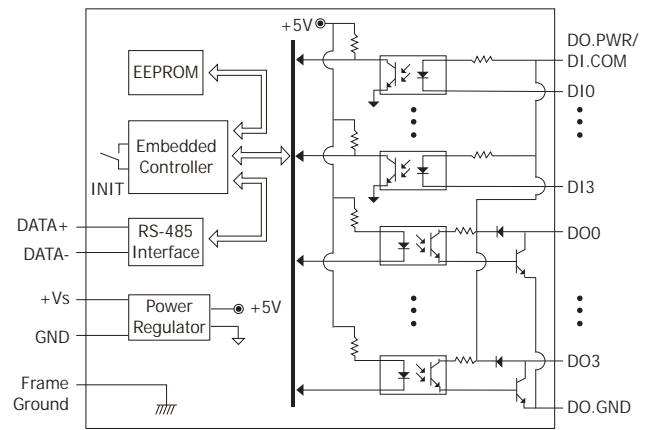 +5V
DO.PWR/
DI.COM
EEPROM
DI0
Embedded
Controller
INIT
DI3
DATA+
RS-485
Interface
DATA-
DO0
+Vs
Power
Regulator
+5V
GND
Frame
Ground
DO3
DO.GND